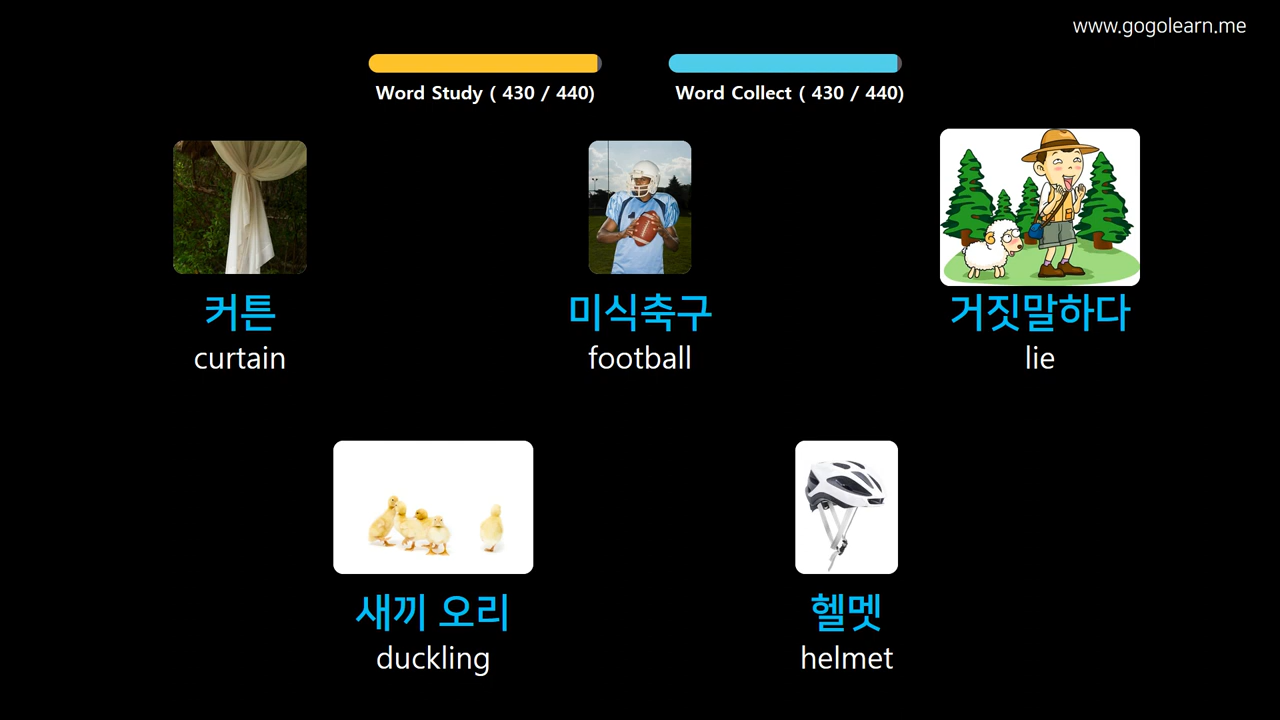 www.gogolearn.me
Word Study ( 430 / 440)
Word Collect ( 430 / 440)
커튼
curtain
미식축구
football
거짓말하다
lie
새끼 오리
duckling
헬멧
helmet